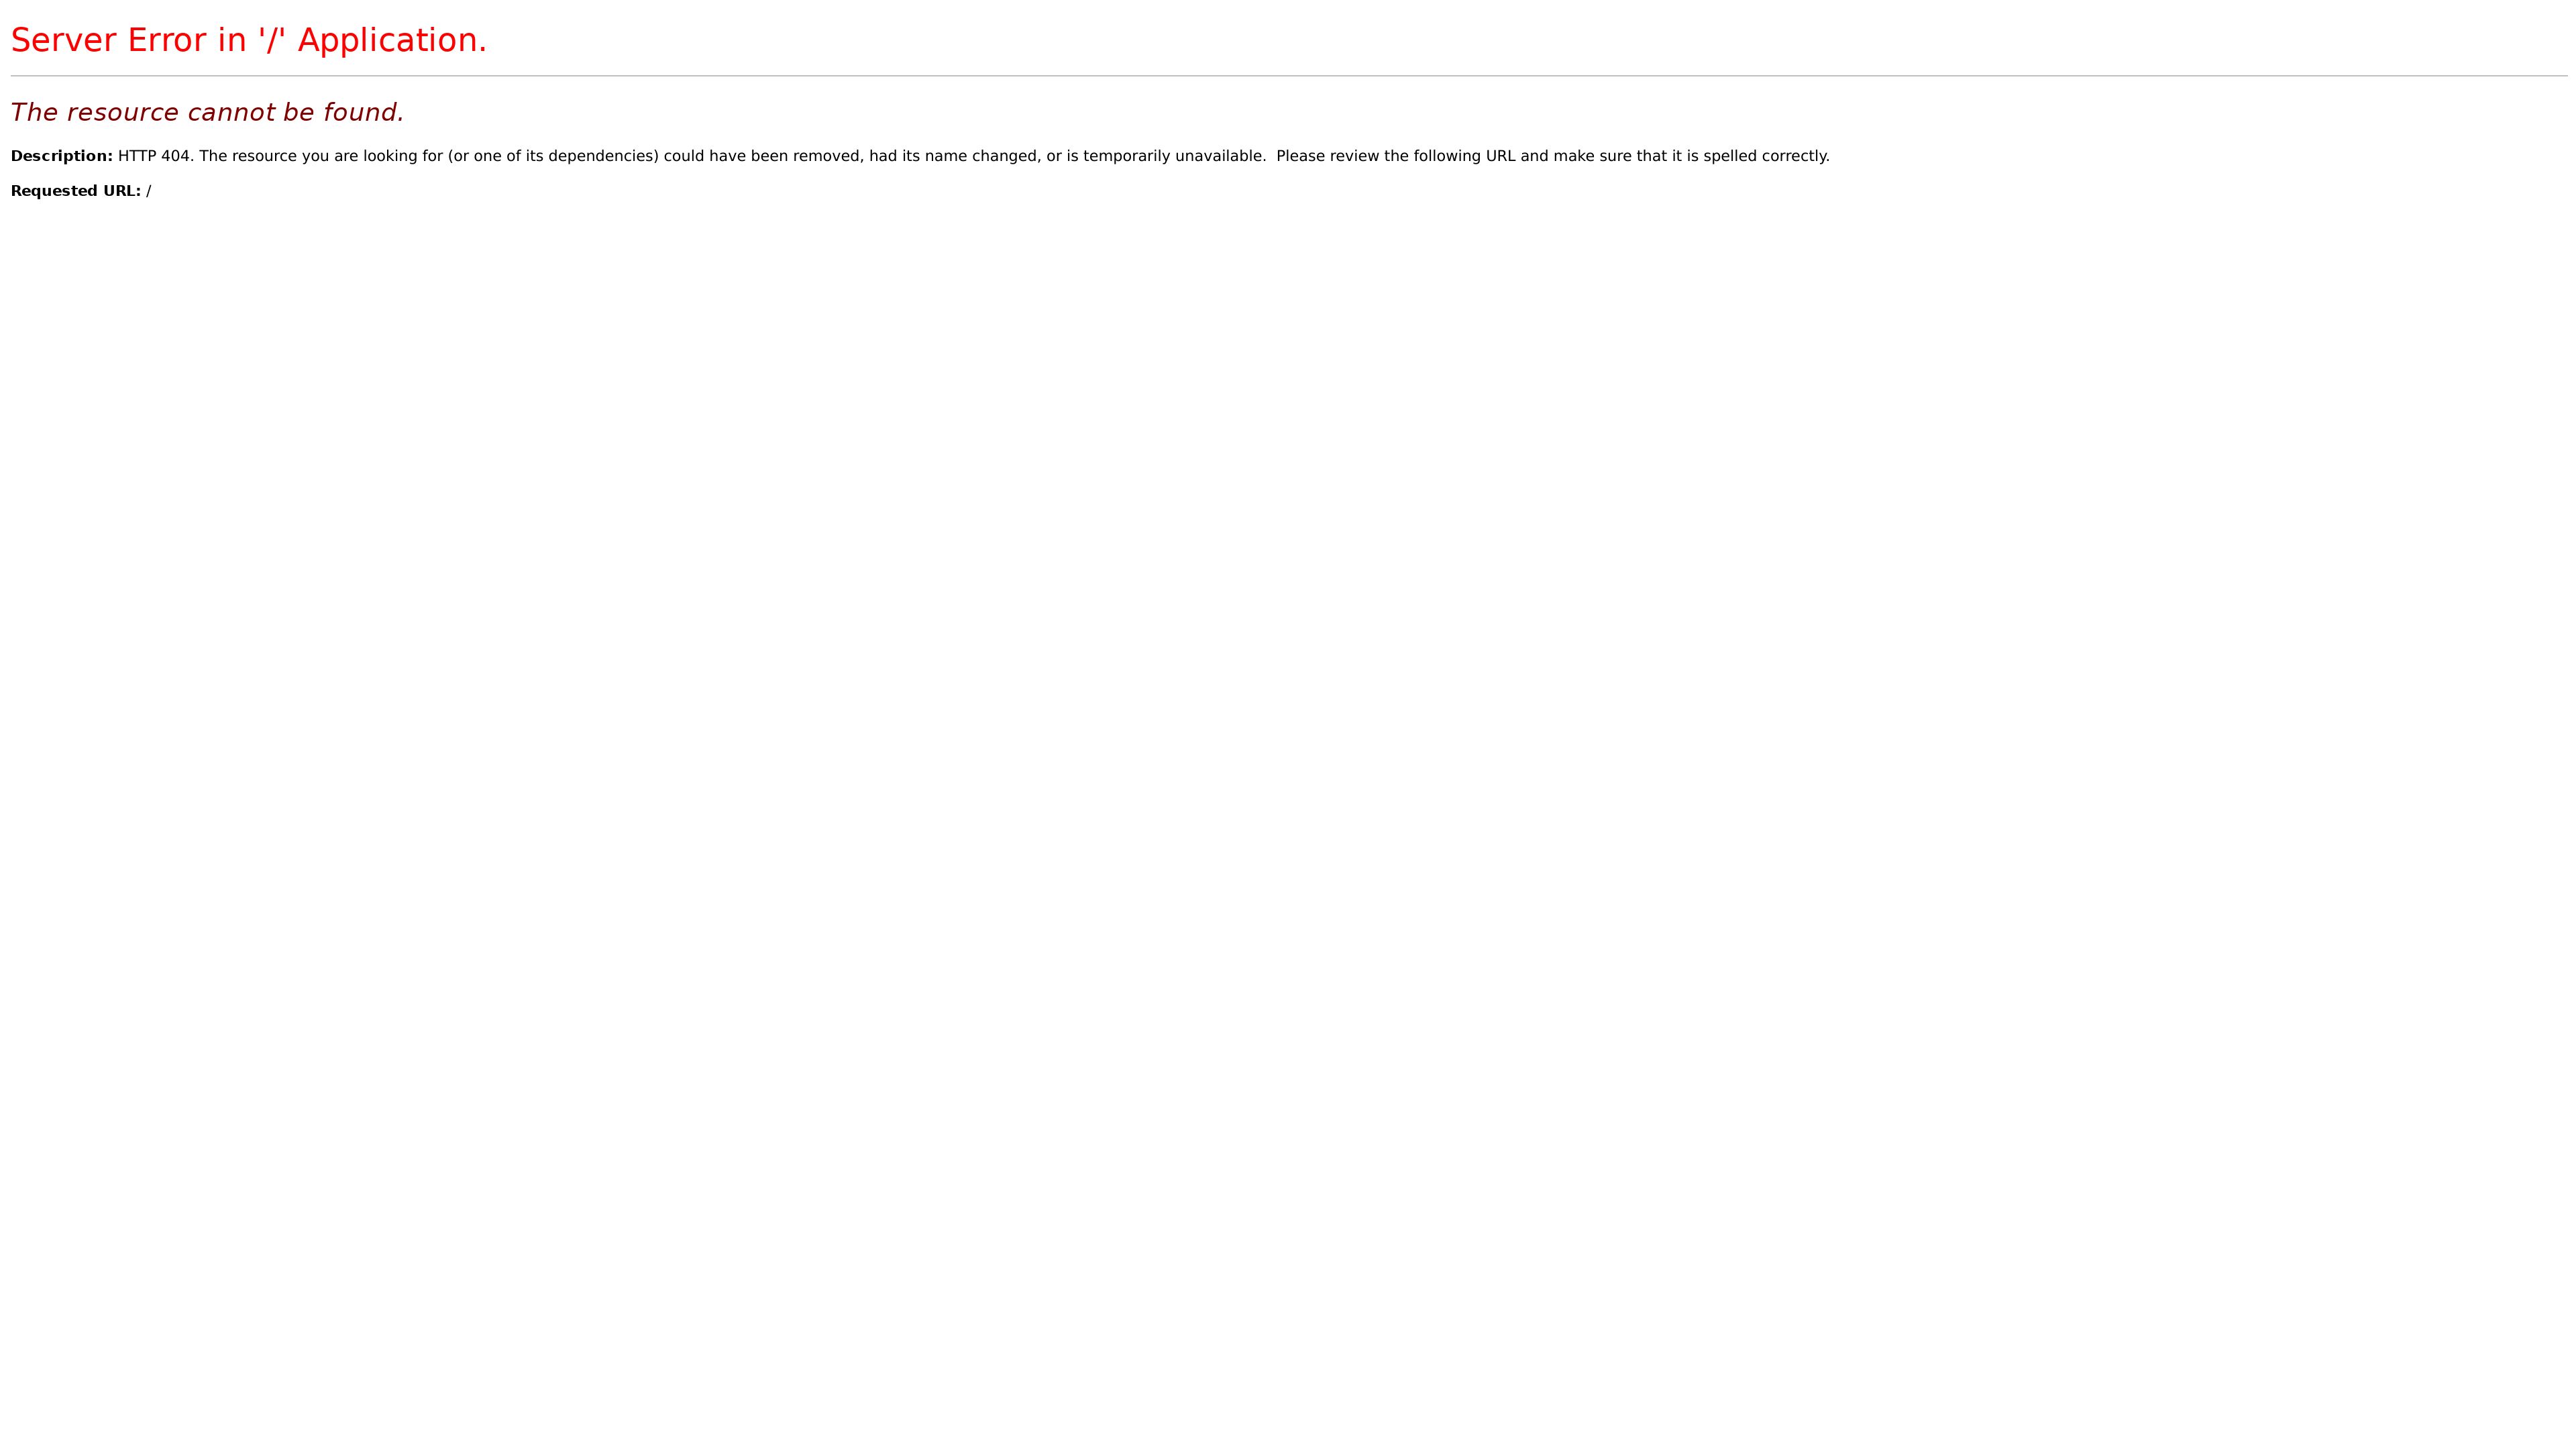 Server Error in '/' Application.
The resource cannot be found.
Description: HTTP 404. The resource you are looking for (or one of its dependencies) could have been removed, had its name changed, or is temporarily unavailable.  Please review the following URL and make sure that it is spelled correctly.
Requested URL: /